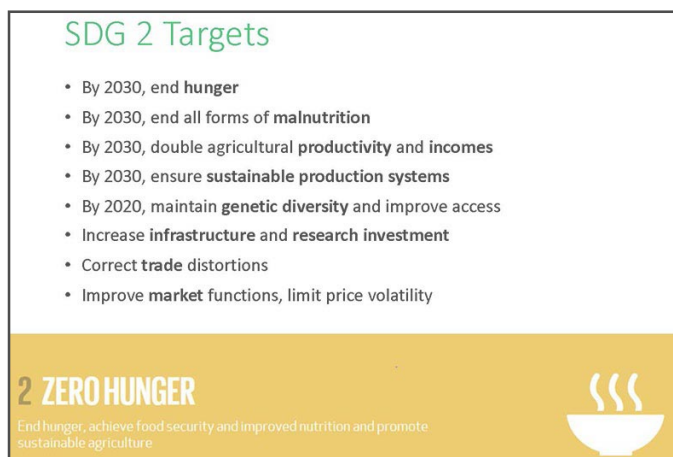 SDG 2 Targets
• By 2030, end hunger
• By 2030, end all forms of malnutrition
• By 2030, double agricultural productivity and incomes
• By 2030, ensure sustainable production systems
• By 2020, maintain genetic diversity and improve access
• Increase infrastructure and research investment
• Correct trade distortions
• Improve market functions, limit price volatility
2 ZERO HUNGER
End hunger, achieve food security and improved nutrition and promote
sustainable agriculture